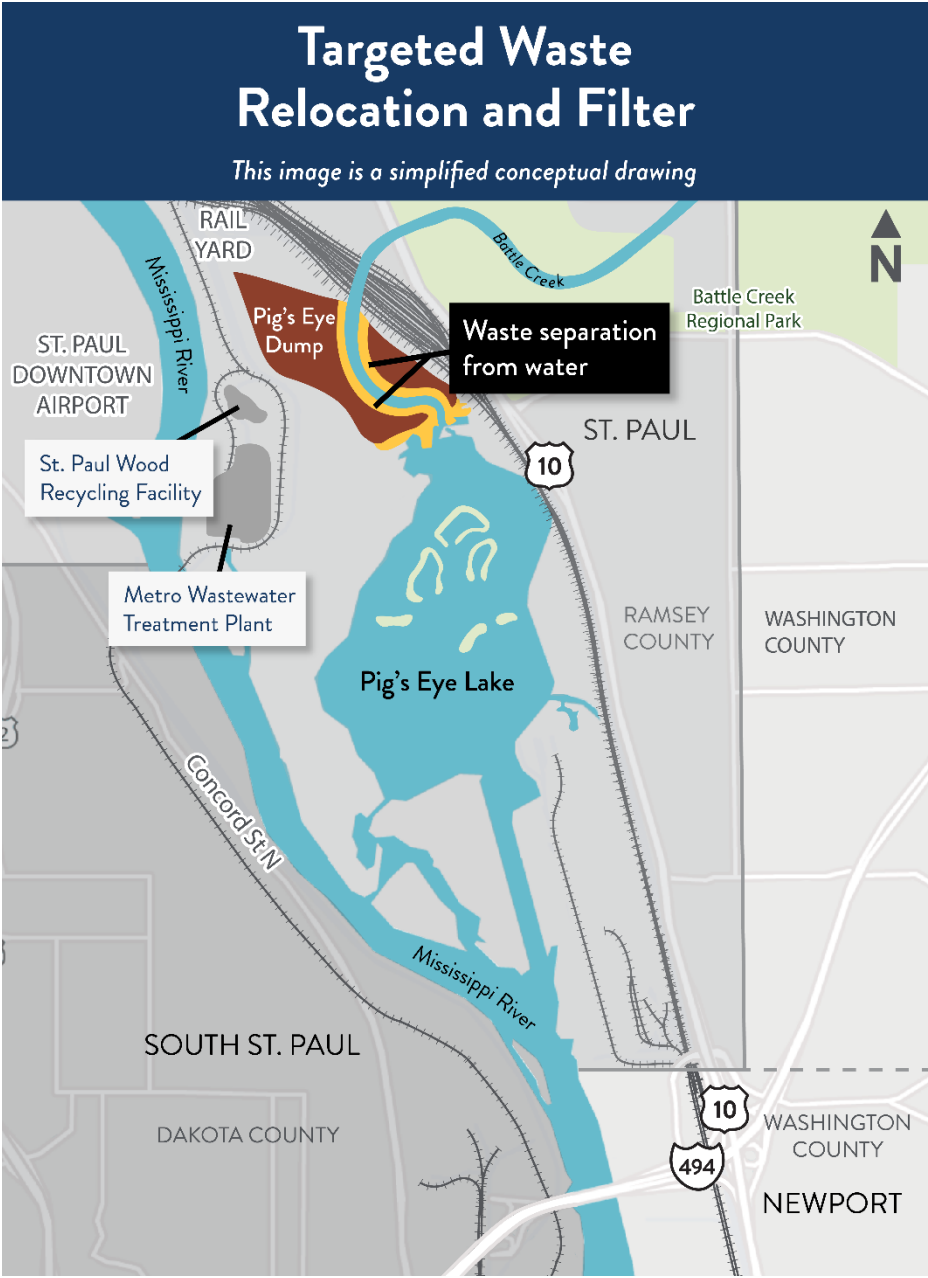 Targeted Waste
Relocation and Filter
This image is a simplified conceptual drawing
RAIL
YARD
Battle Creek
N
Mississippi River
Battle Creek
Regional Park
Pig's Eye
Dump
Waste separation
from water
ST. PAUL
DOWNTOWN
AIRPORT
ST. PAUL
10
St. Paul Wood
Recycling Facility
Metro Wastewater
Treatment Plant
RAMSEY
COUNTY
WASHINGTON
COUNTY
Pig's Eye Lake
2
Concord St N
Mississippi River
SOUTH ST. PAUL
10
DAKOTA COUNTY
WASHINGTON
COUNTY
494
NEWPORT